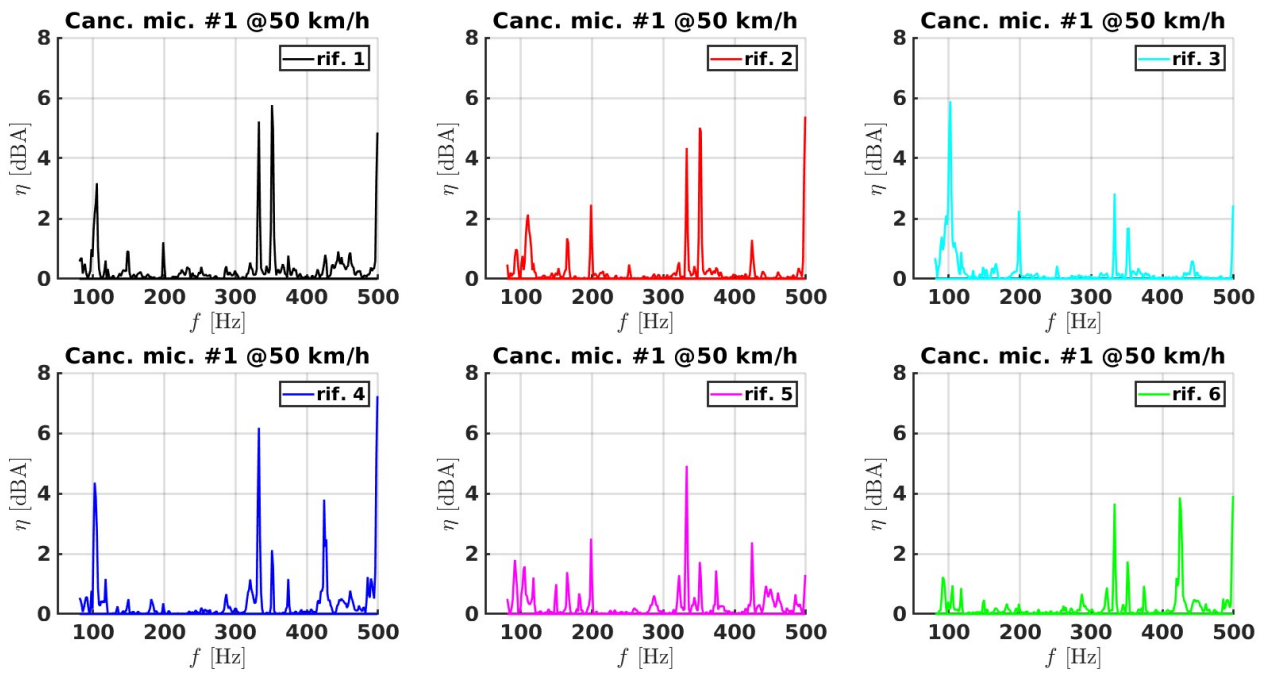 Canc. mic. #1 @50 km/h
8
6
4
2
0
η [dBA]
rif. 1
100 200 300 400 500
f [Hz]
Canc. mic. #1 @50 km/h
8
6
4
2
0
η [dBA]
rif. 2
100 200 300 400 500
f [Hz]
Canc. mic. #1 @50 km/h
8
6
4
2
0
η [dBA]
rif. 3
100 200 300 400 500
f [Hz]
Canc. mic. #1 @50 km/h
8
6
4
2
0
η [dBA]
rif. 4
100 200 300 400 500
f [Hz]
Canc. mic. #1 @50 km/h
8
6
4
2
0
η [dBA]
rif. 5
100 200 300 400 500
f [Hz]
Canc. mic. #1 @50 km/h
8
6
4
2
0
η [dBA]
rif. 6
100 200 300 400 500
f [Hz]